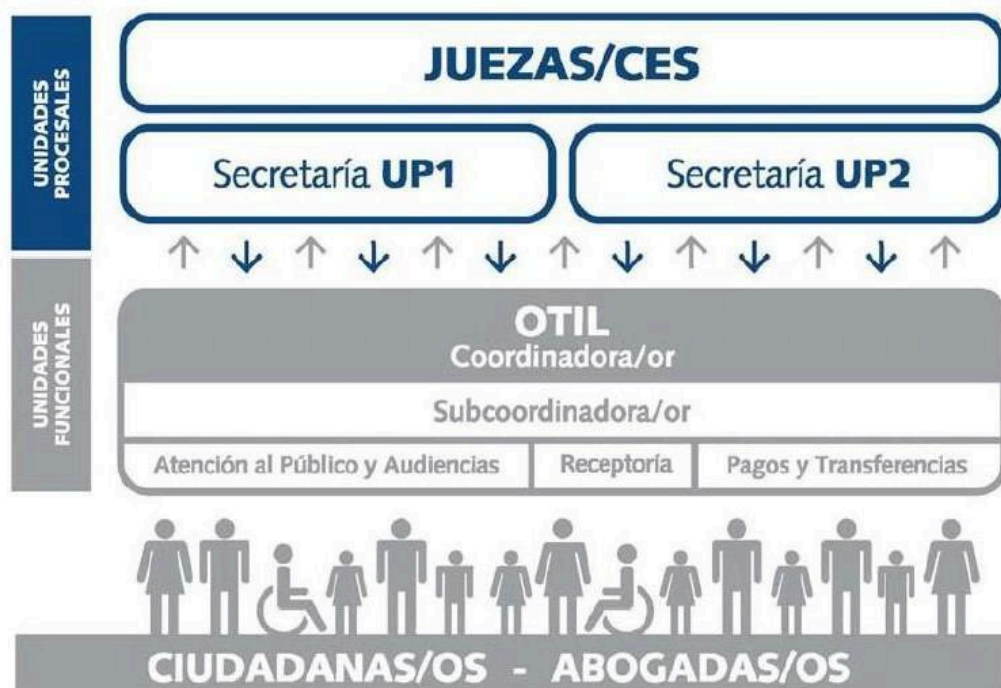 UNIDADES
PROCESALES
JUEZAS/CES
Secretaría UP1
Secretaría UP2
UNIDADES
FUNCIONALES
OTIL
Coordinadora/or
Subcoordinadora/or
Atención al Público y Audiencias
Receptoría
Pagos y Transferencias
CIUDADANAS/OS - ABOGADAS/OS